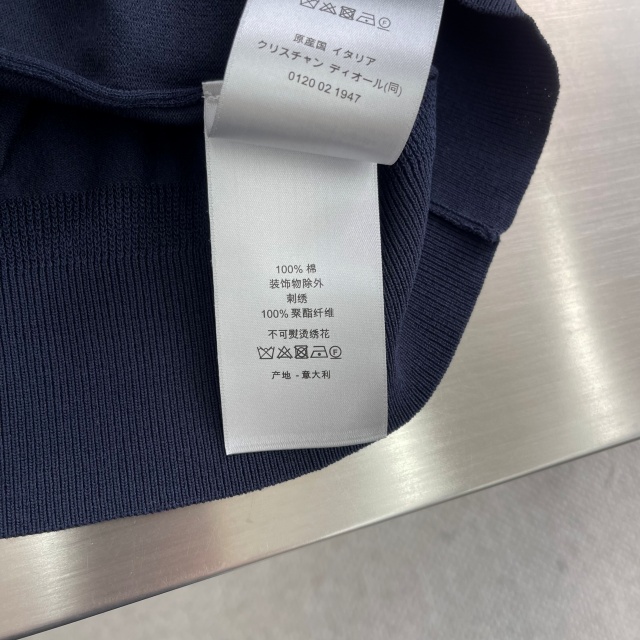 原産国 イタリア
クリスチャン ディオール(同)
0120 02 1947
100% 棉
装饰物除外
刺绣
100% 聚酯纤维
不可熨烫绣花
产地 - 意大利